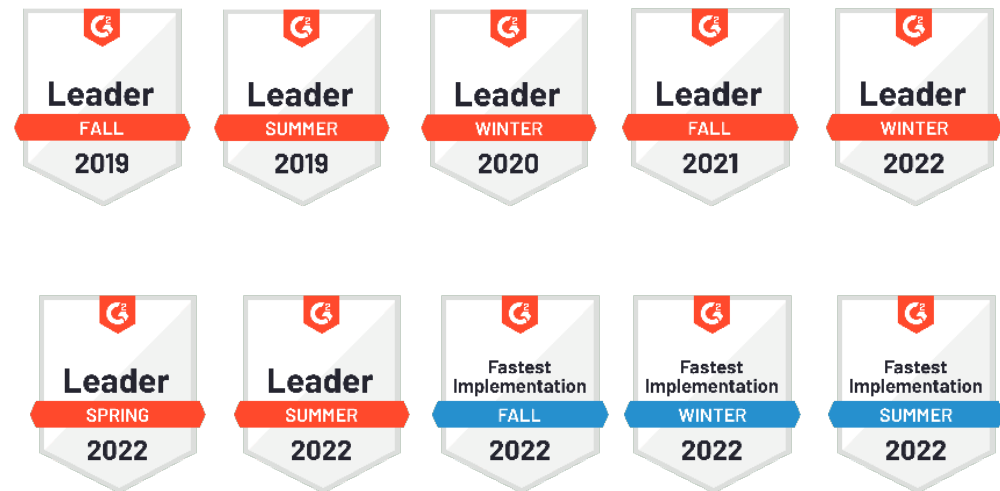 G2
Leader
FALL
2019
G2
Leader
SUMMER
2019
G2
Leader
WINTER
2020
G2
Leader
FALL
2021
G2
Leader
WINTER
2022
G2
Leader
SPRING
2022
G2
Leader
SUMMER
2022
G2
Fastest
Implementation
FALL
2022
G2
Fastest
Implementation
WINTER
2022
G2
Fastest
Implementation
SUMMER
2022